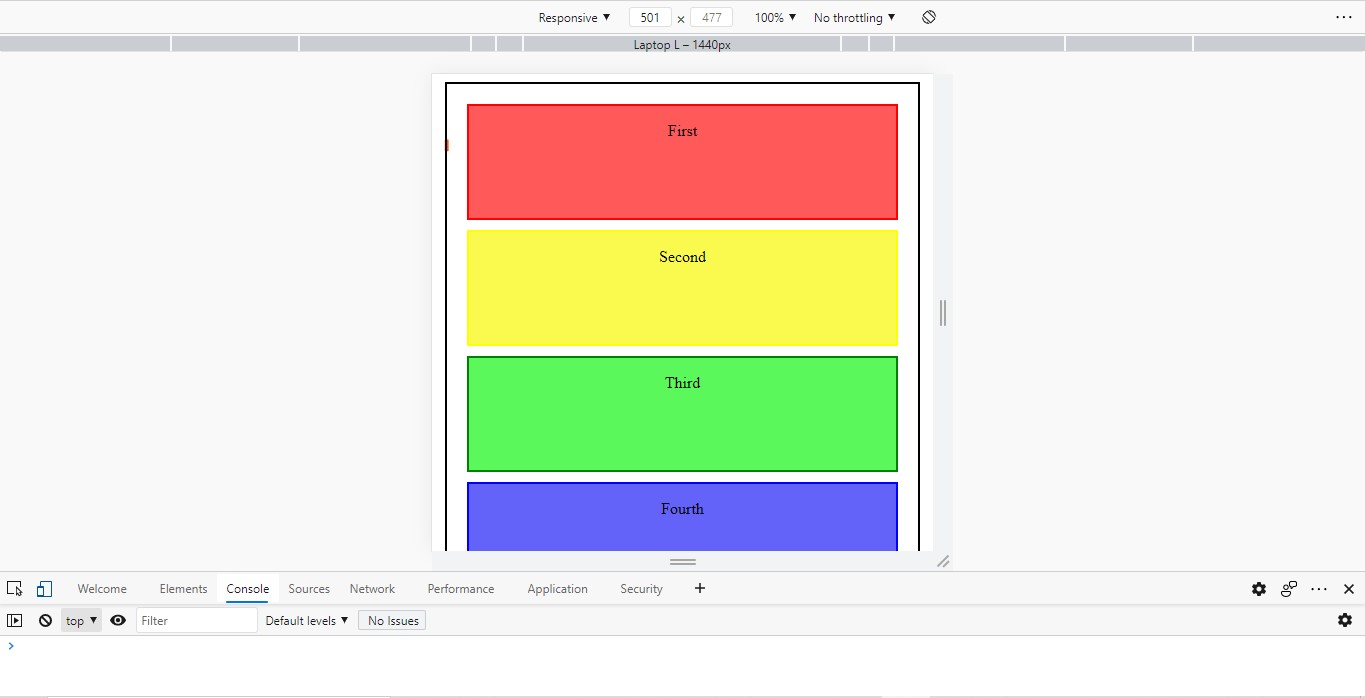 Responsive ▼ 501 × 477 100% ▼ No throttling ▼
Laptop L – 1440px
First
Second
Third
Fourth
Welcome Elements Console Sources Network Performance Application Security
top ▼ Filter Default levels ▼ No Issues